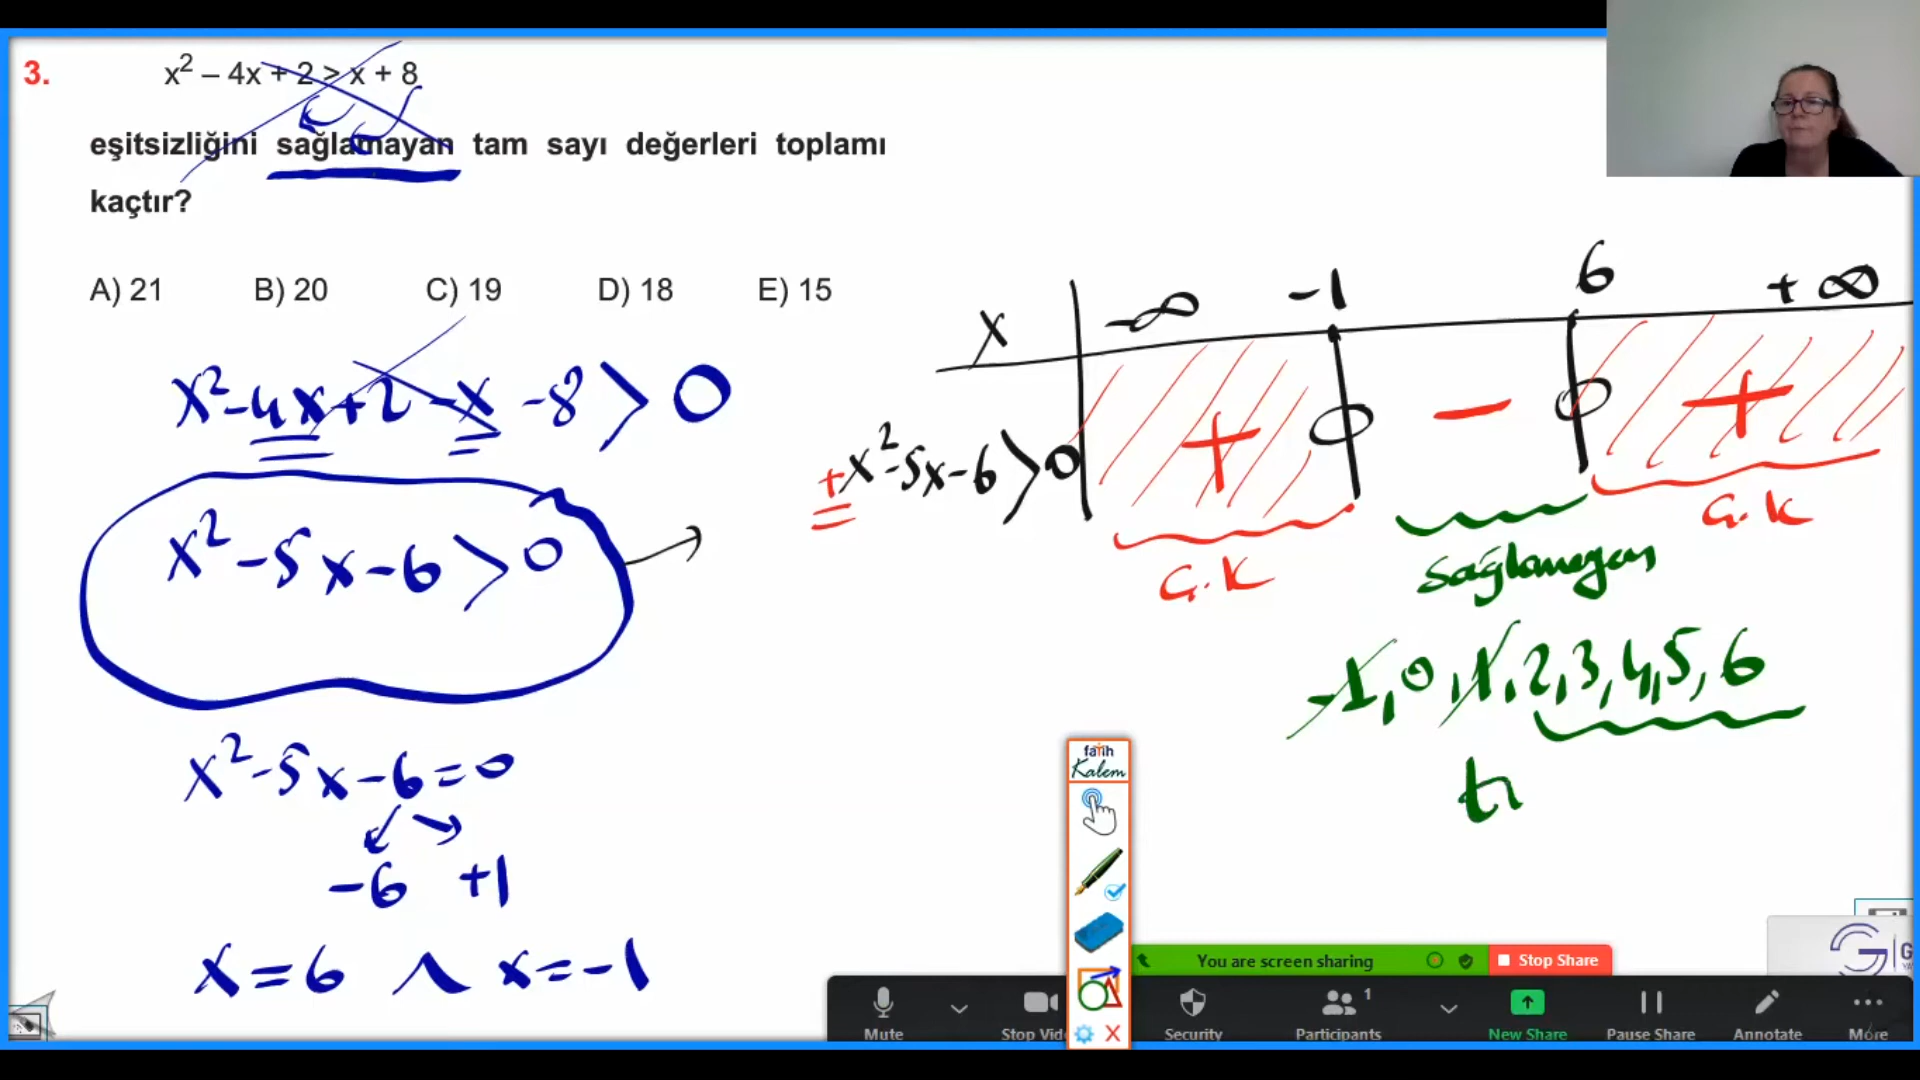 3. x² – 4x + 2 > x + 8
eşitsizliğini sağlamayan tam sayı değerleri toplamı
kaçtır?
A) 21 B) 20 C) 19 D) 18 E) 15
x²-4x+2-x-8>0
x²-5x-6>0
x²-5x-6=0
-6 +1
x=6 ∧ x=-1
x -∞ -1 6 +∞
+x²-5x-6>0 + - +
Ç.K Ç.K
sağlamayan
-1,0,1,2,3,4,5,6
fatih
Kalem
You are screen sharing
Stop Share
Mute
Stop Vid
Security
1
Participants
New Share
Pause Share
Annotate
More